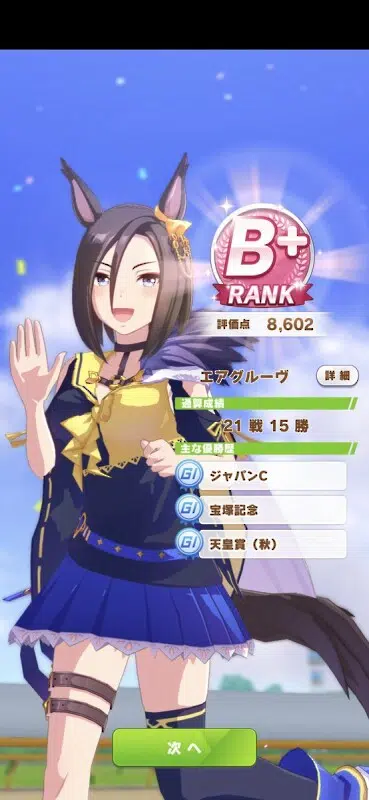 B+
RANK
評価点 8,602
エアグルーヴ 詳細
通算成績
21 戦 15 勝
主な優勝歴
GI ジャパンC
GI 宝塚記念
GI 天皇賞（秋）
次へ